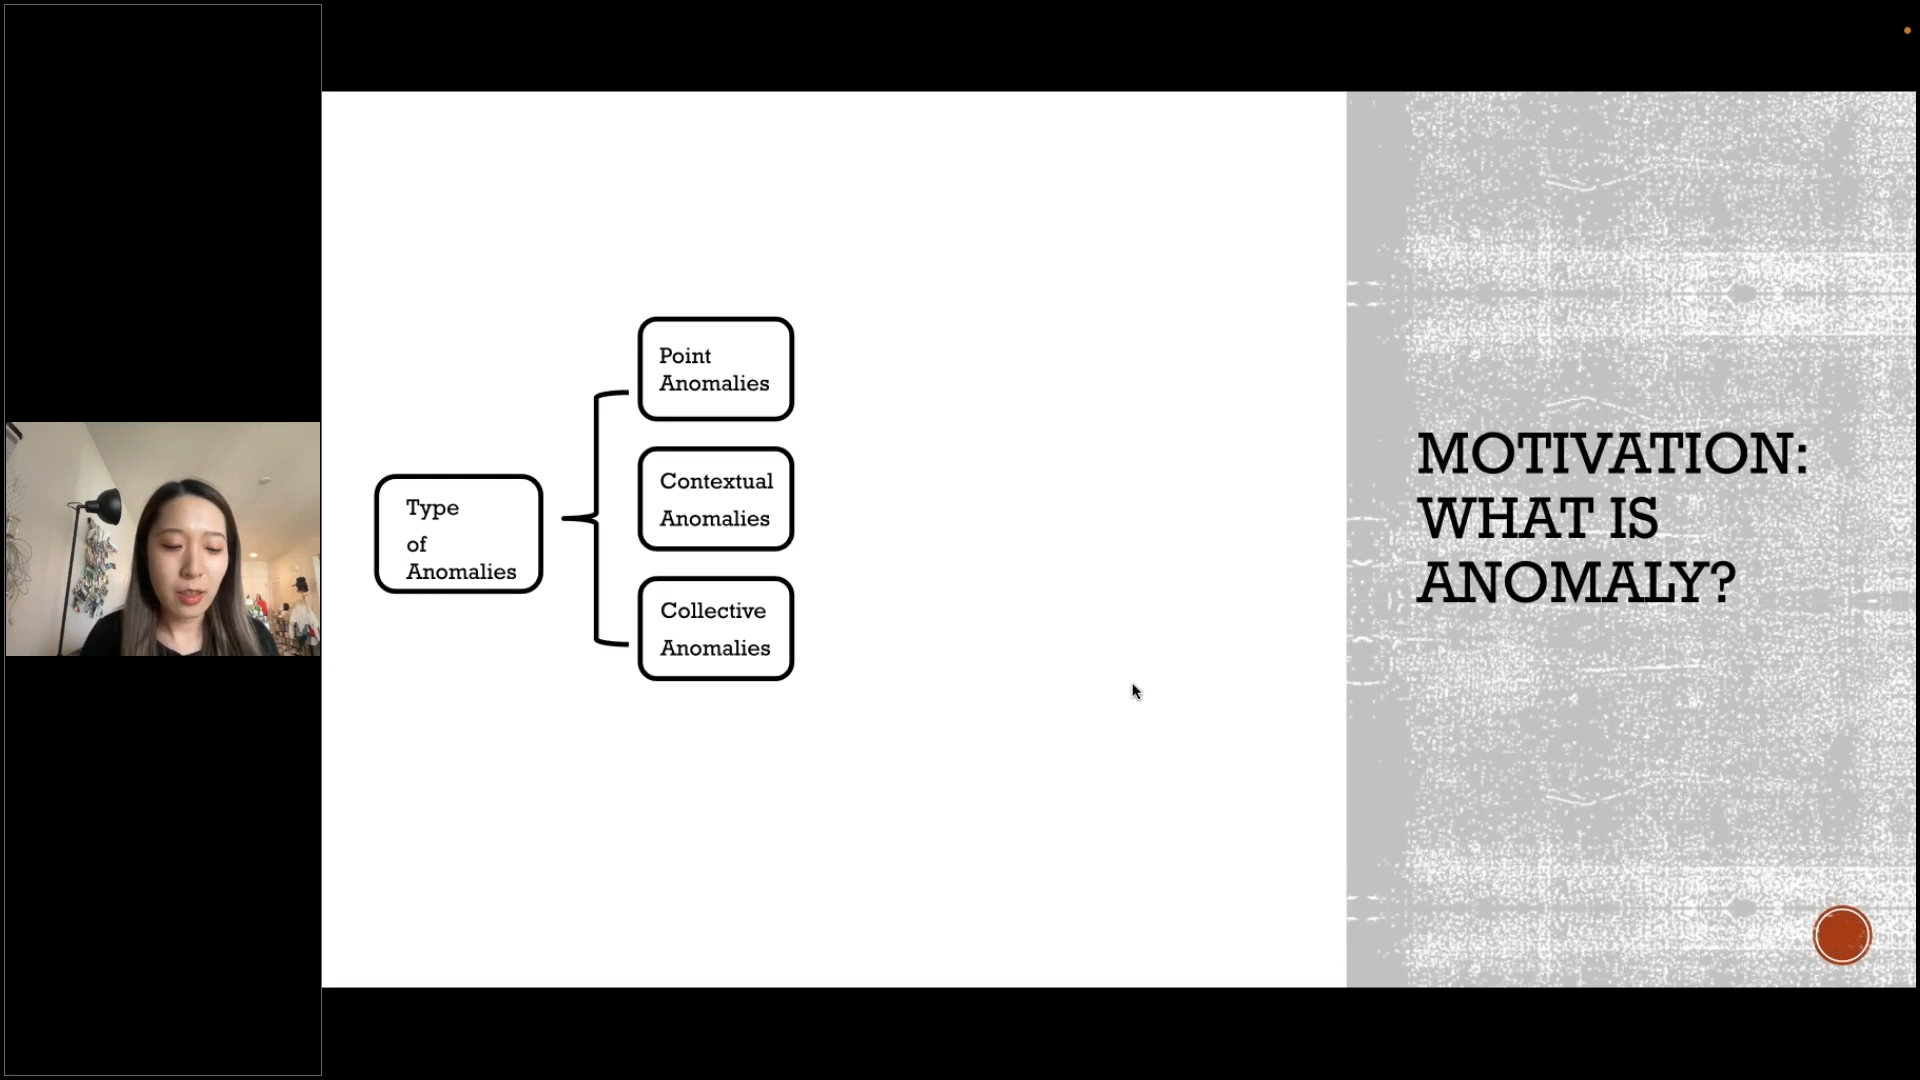 Type
of
Anomalies
Point
Anomalies
Contextual
Anomalies
Collective
Anomalies
MOTIVATION:
WHAT IS
ANOMALY?